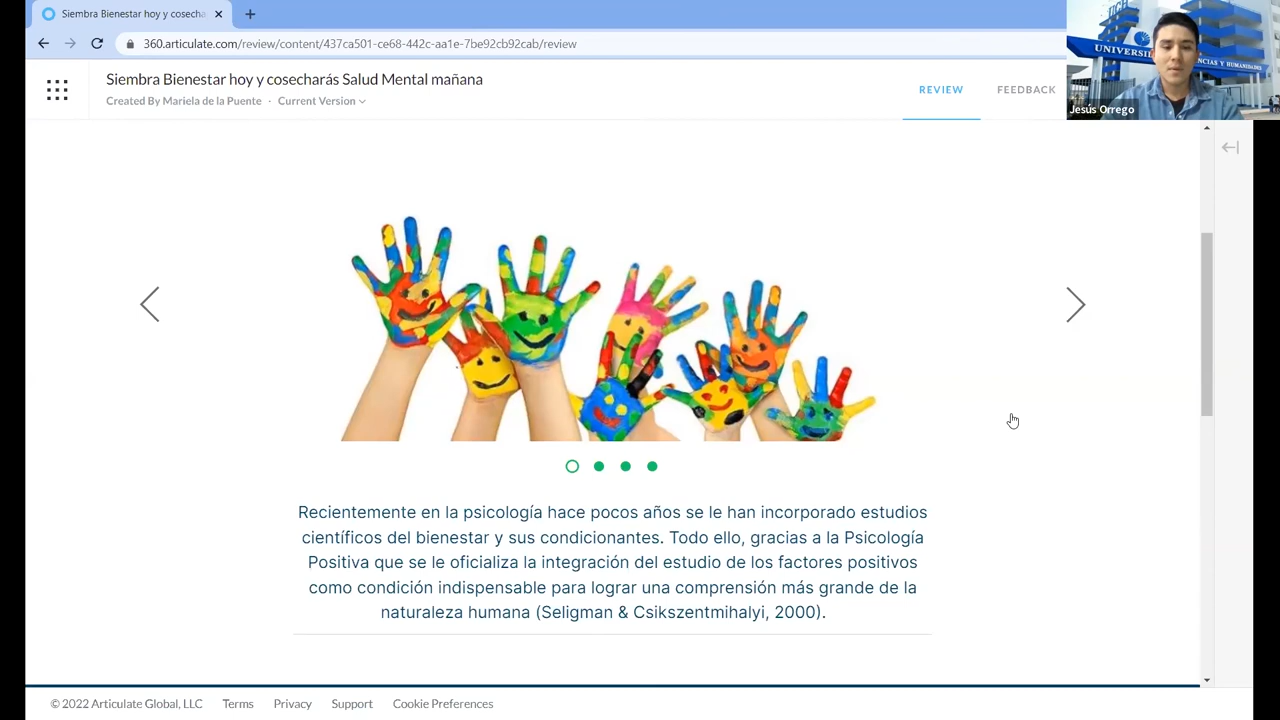 Siembra Bienestar hoy y cosecha
360.articulate.com/review/content/437ca501-ce68-442c-aa1e-7be92cb92cab/review
Siembra Bienestar hoy y cosecharás Salud Mental mañana
Created By Mariela de la Puente · Current Version
REVIEW
FEEDBACK
UCH
Jesús Orrego
Recientemente en la psicología hace pocos años se le han incorporado estudios
científicos del bienestar y sus condicionantes. Todo ello, gracias a la Psicología
Positiva que se le oficializa la integración del estudio de los factores positivos
como condición indispensable para lograr una comprensión más grande de la
naturaleza humana (Seligman & Csikszentmihalyi, 2000).
© 2022 Articulate Global, LLC Terms Privacy Support Cookie Preferences